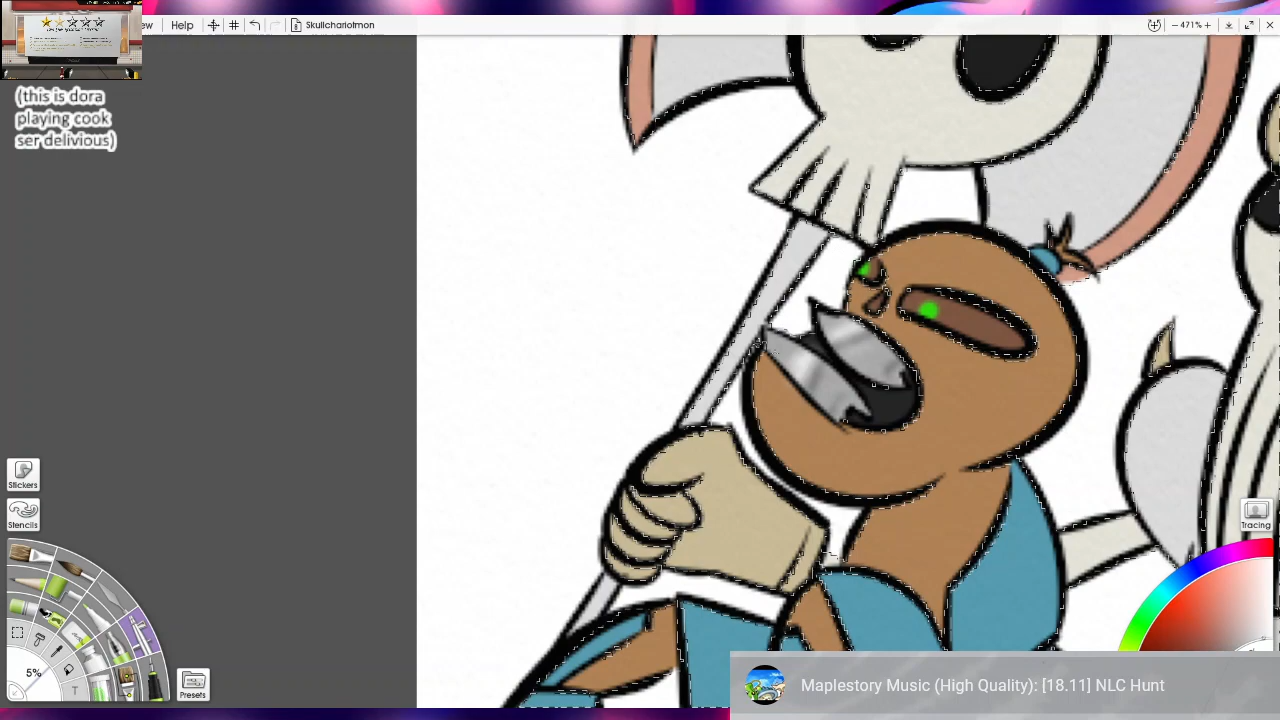 ew Help Skullchariotmon
471%
(this is dora
playing cook
ser delivious)
Stickers
Stencils
Tracing
5%
T
Presets
Maplestory Music (High Quality): [18.11] NLC Hunt